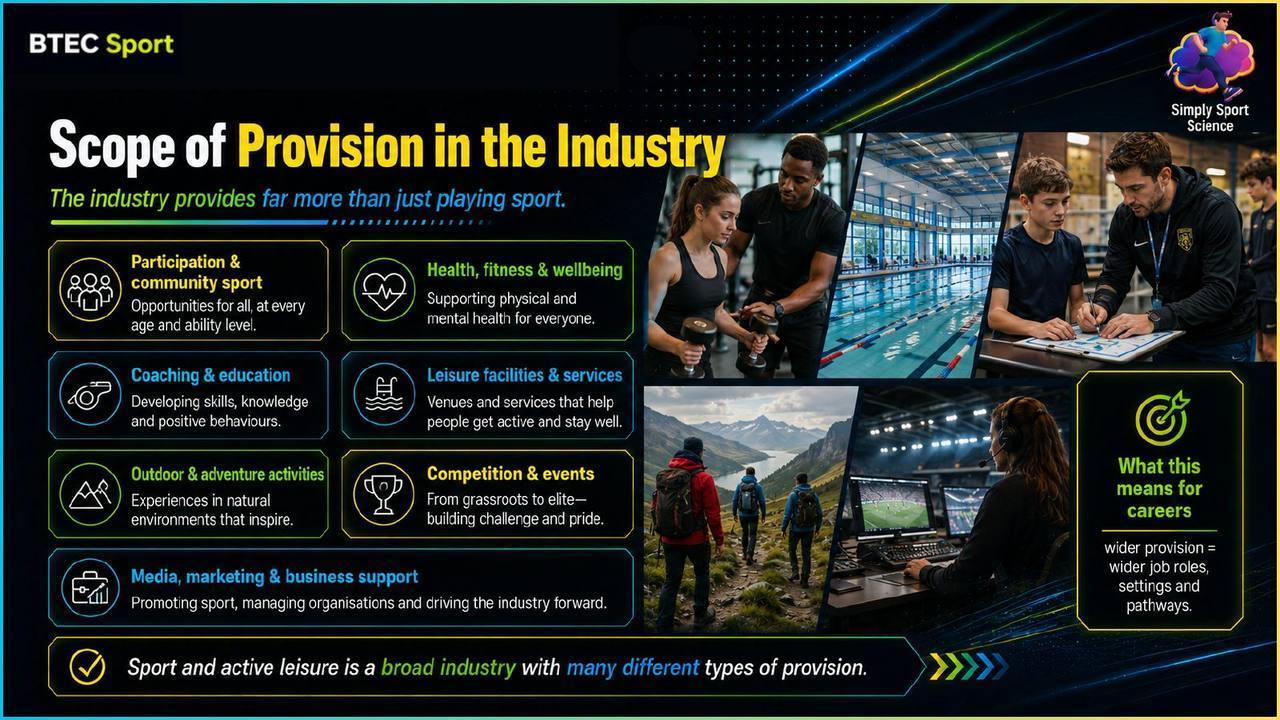 BTEC Sport
Simply Sport
Science
Scope of Provision in the Industry
The industry provides far more than just playing sport.
Participation &
community sport
Opportunities for all, at every
age and ability level.
Health, fitness & wellbeing
Supporting physical and
mental health for everyone.
Coaching & education
Developing skills, knowledge
and positive behaviours.
Leisure facilities & services
Venues and services that help
people get active and stay well.
Outdoor & adventure activities
Experiences in natural
environments that inspire.
Competition & events
From grassroots to elite—
building challenge and pride.
Media, marketing & business support
Promoting sport, managing organisations and driving the industry forward.
What this
means for
careers
wider provision =
wider job roles,
settings and
pathways.
Sport and active leisure is a broad industry with many different types of provision.